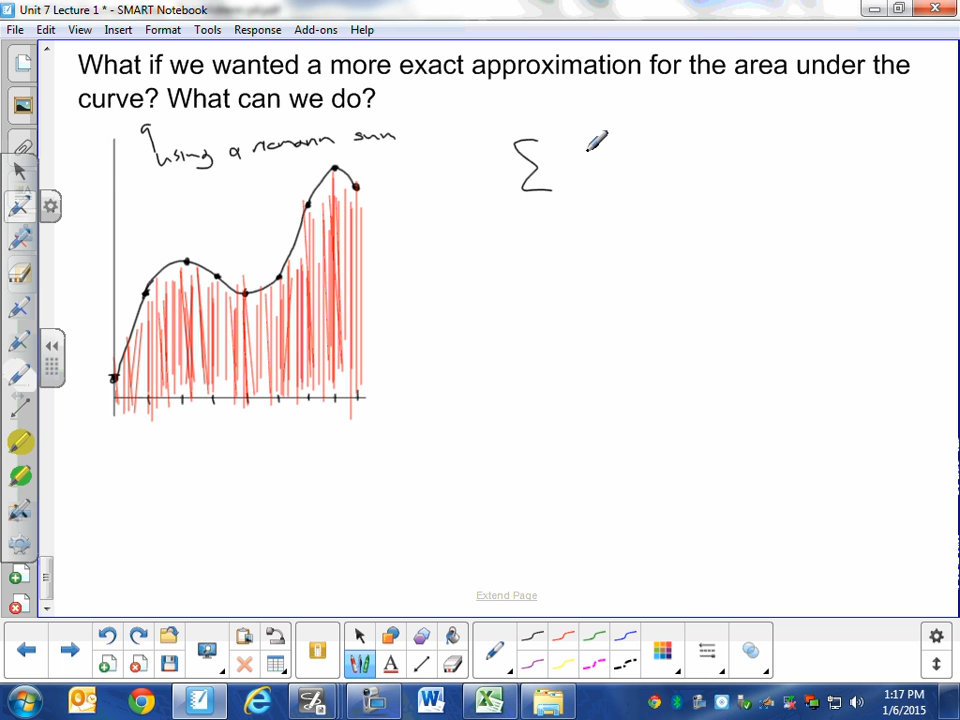 Unit 7 Lecture 1 * - SMART Notebook
File Edit View Insert Format Tools Response Add-ons Help
What if we wanted a more exact approximation for the area under the
curve? What can we do?
using a riemann sum
Σ
Extend Page
A
1:17 PM
1/6/2015